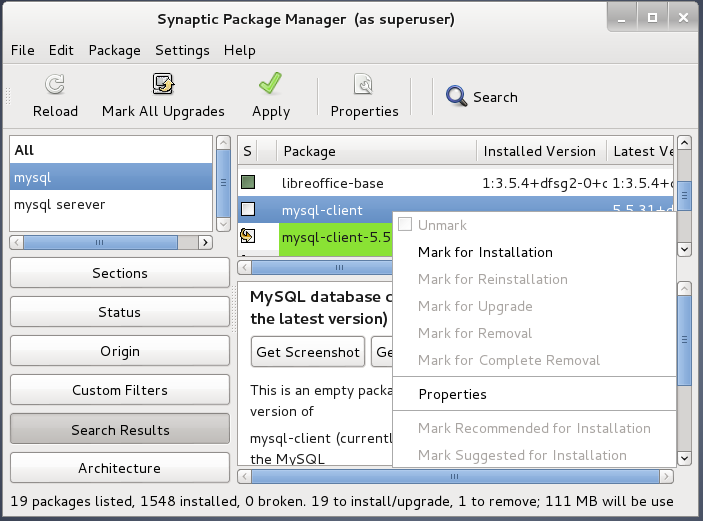 Synaptic Package Manager (as superuser)
File Edit Package Settings Help
Reload Mark All Upgrades Apply Properties Search
All
mysql
mysql serever
Sections
Status
Origin
Custom Filters
Search Results
Architecture
S Package Installed Version Latest Ve
libreoffice-base 1:3.5.4+dfsg2-0+c 1:3.5.4+c
mysql-client
mysql-client-5.5
MySQL database c
the latest version)
Get Screenshot Ge
This is an empty packa
version of
mysql-client (currentl
the MySQL
Unmark
Mark for Installation
Mark for Reinstallation
Mark for Upgrade
Mark for Removal
Mark for Complete Removal
Properties
Mark Recommended for Installation
Mark Suggested for Installation
19 packages listed, 1548 installed, 0 broken. 19 to install/upgrade, 1 to remove; 111 MB will be use